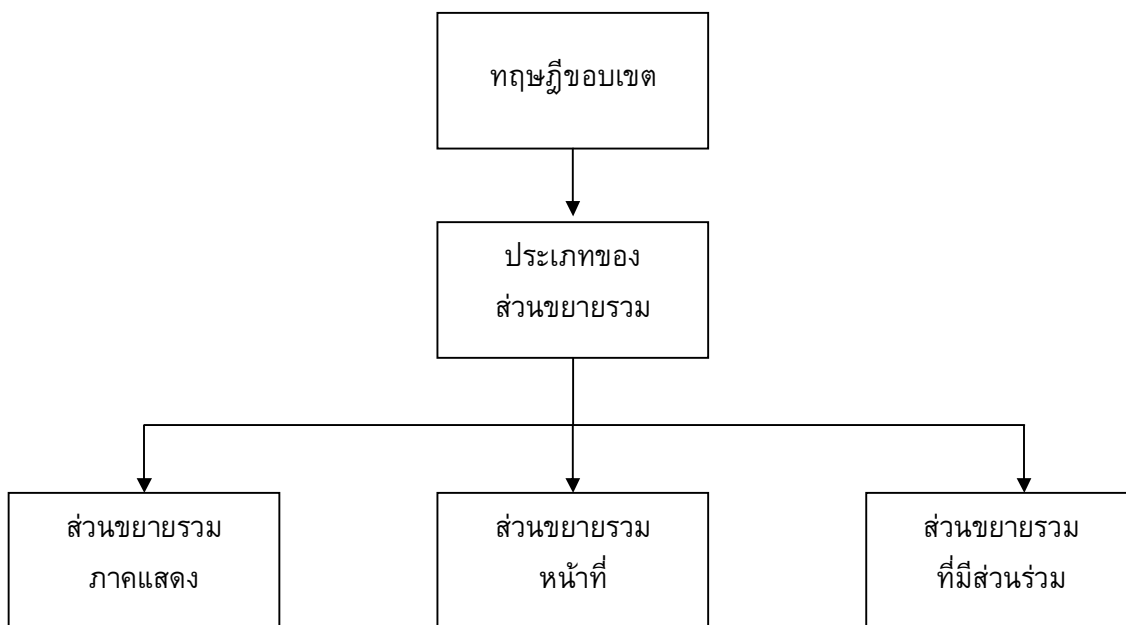 ทฤษฎีขอบเขต
ประเภทของ
ส่วนขยายรวม
ส่วนขยายรวม
ภาคแสดง
ส่วนขยายรวม
หน้าที่
ส่วนขยายรวม
ที่มีส่วนร่วม